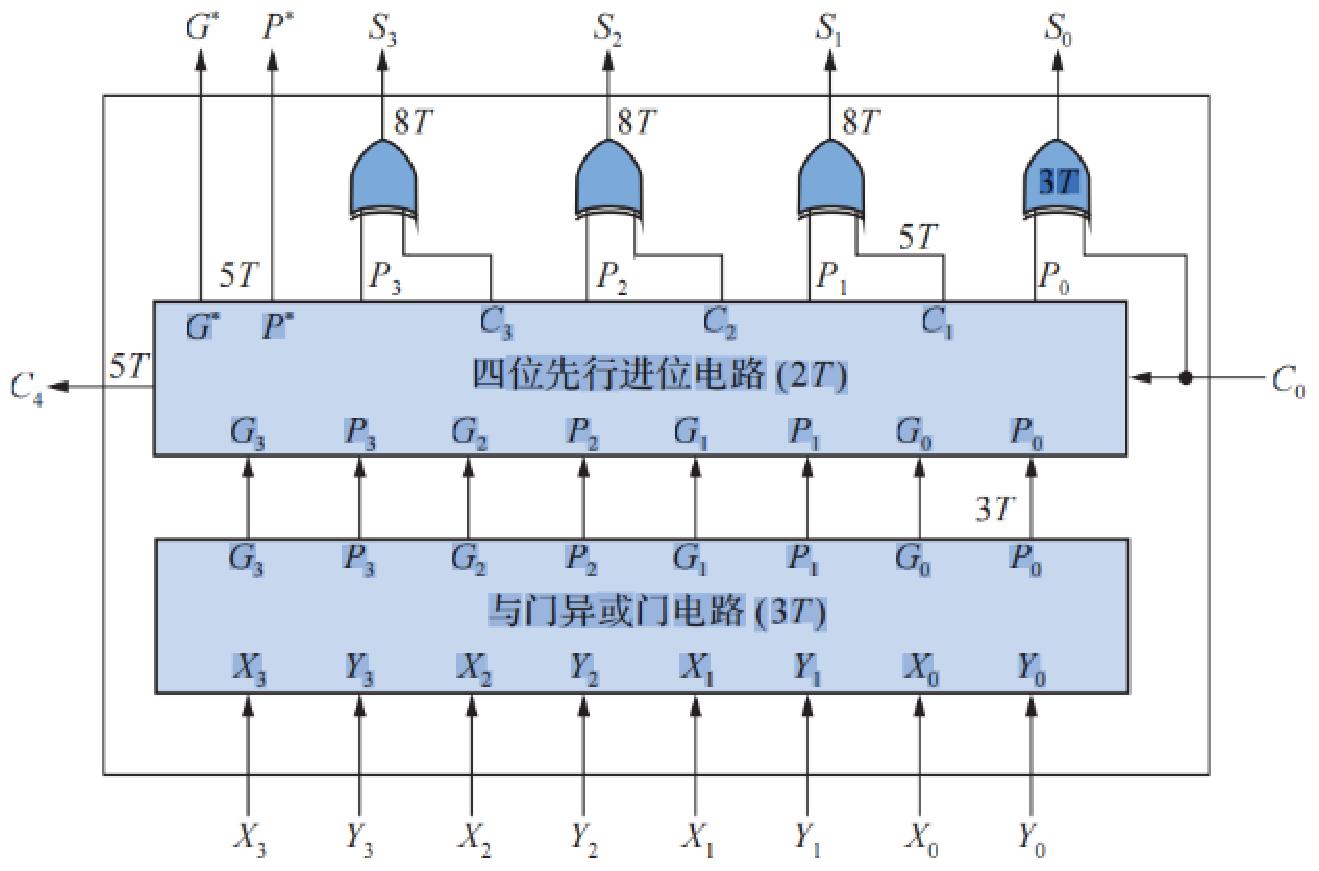 G* P* S₃ S₂ S₁ S₀
8T 8T 8T
3T
5T P₃ P₂ P₁ 5T P₀
G* P* C₃ C₂ C₁
C₄ 5T 四位先行进位电路 (2T) C₀
G₃ P₃ G₂ P₂ G₁ P₁ G₀ P₀
3T
G₃ P₃ G₂ P₂ G₁ P₁ G₀ P₀
与门异或门电路 (3T)
X₃ Y₃ X₂ Y₂ X₁ Y₁ X₀ Y₀
X₃ Y₃ X₂ Y₂ X₁ Y₁ X₀ Y₀